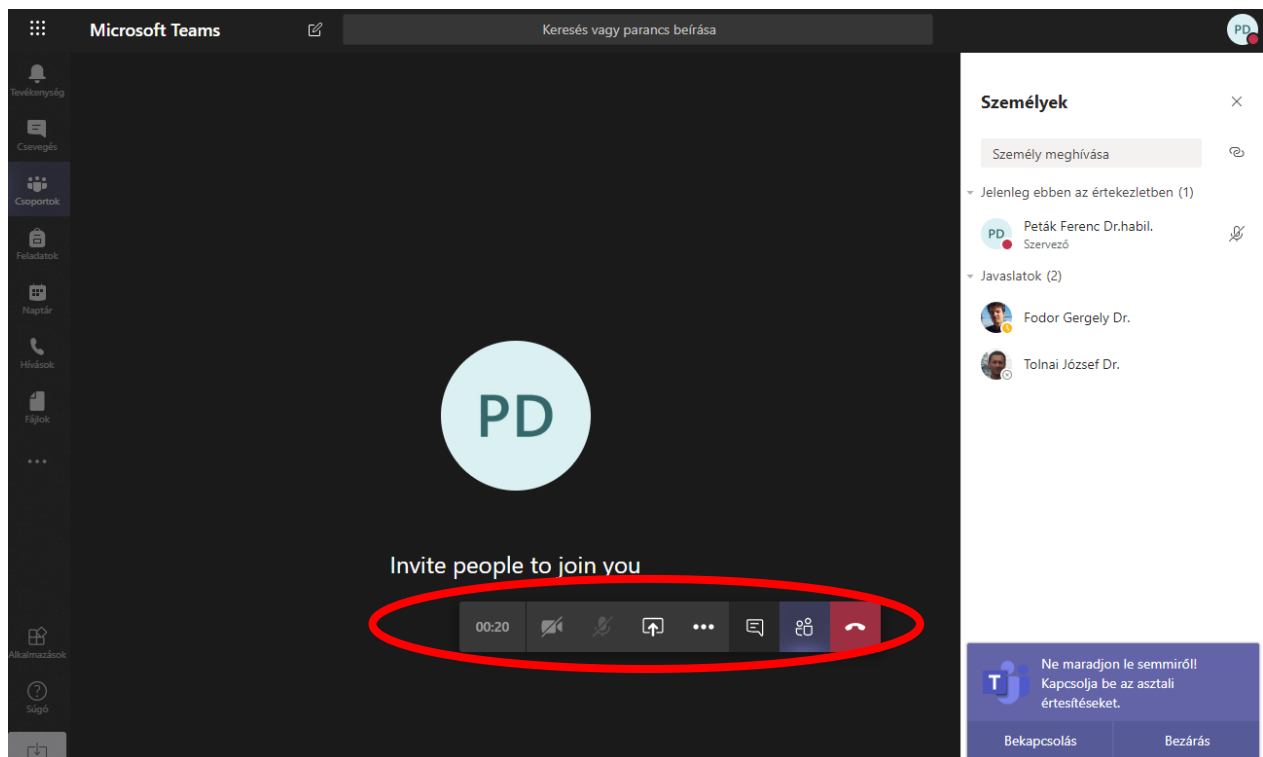 Microsoft Teams
Keresés vagy parancs beírása
PD
Tevékenység
Csevegés
Csoportok
Feladatok
Naptár
Hívások
Fájlok
Alkalmazások
Súgó
PD
Invite people to join you
00:20
Személyek
Személy meghívása
Jelenleg ebben az értekezletben (1)
PD
Peták Ferenc Dr.habil.
Szervező
Javaslatok (2)
Fodor Gergely Dr.
Tolnai József Dr.
T
Ne maradjon le semmiről!
Kapcsolja be az asztali
értesítéseket.
Bekapcsolás
Bezárás